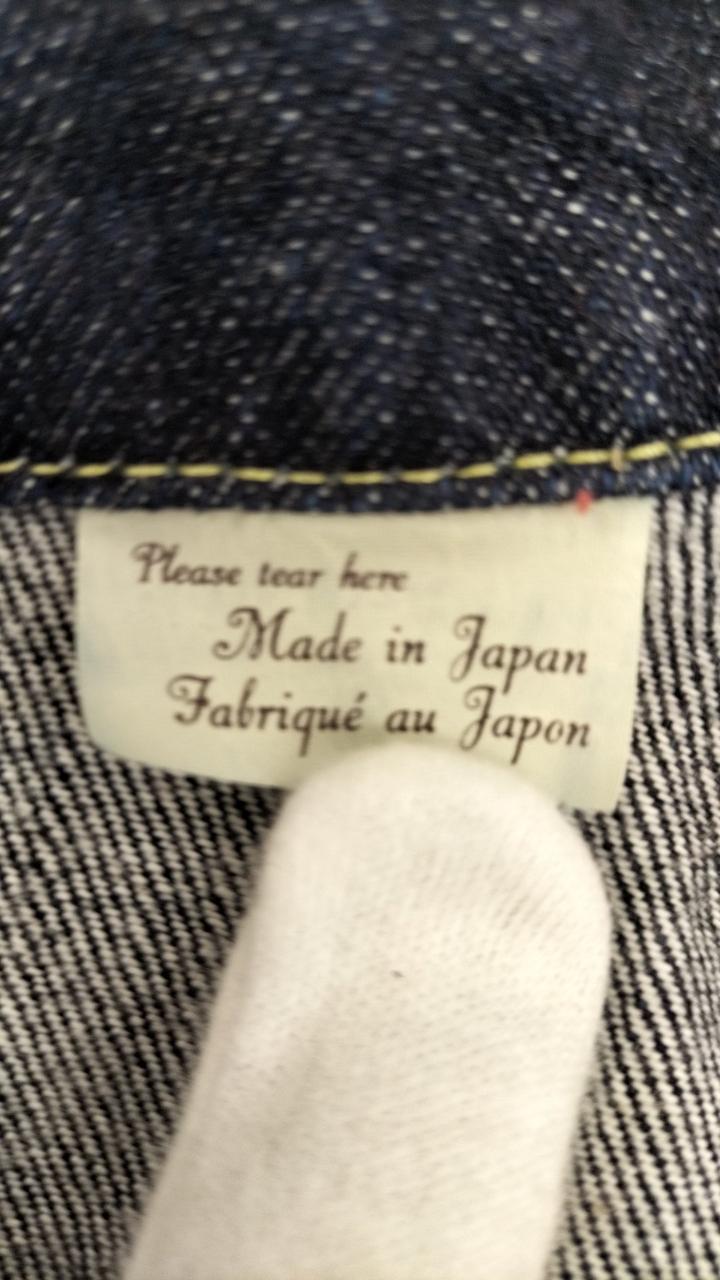 Please tear here
Made in Japan
Fabriqué au Japon